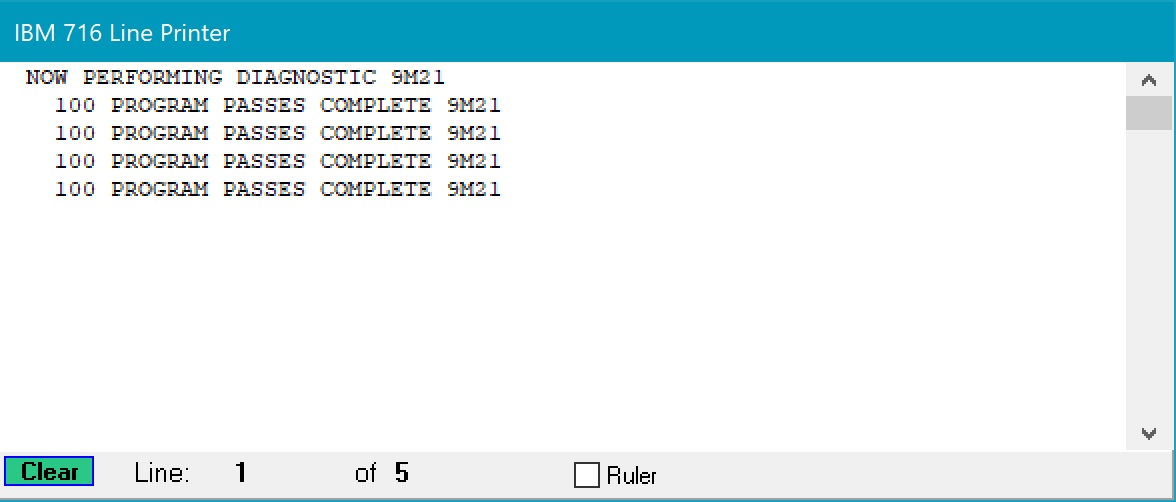 IBM 716 Line Printer
NOW PERFORMING DIAGNOSTIC 9M21
100 PROGRAM PASSES COMPLETE 9M21
100 PROGRAM PASSES COMPLETE 9M21
100 PROGRAM PASSES COMPLETE 9M21
100 PROGRAM PASSES COMPLETE 9M21
Clear Line: 1 of 5 Ruler